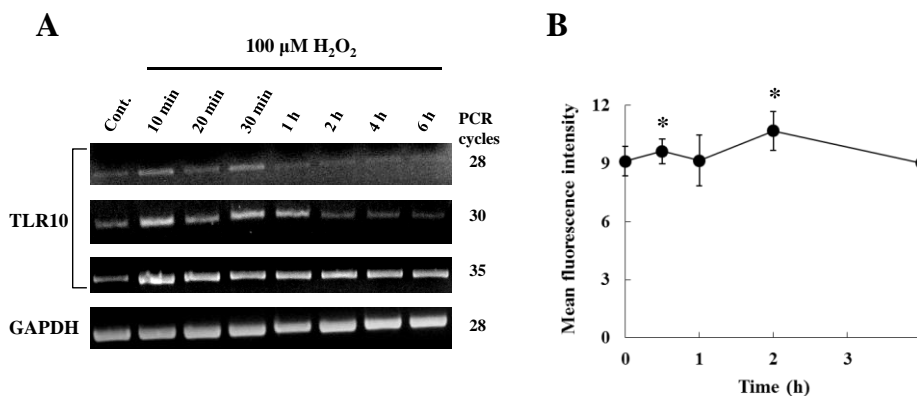 A
100 μM H₂O₂
Cont.
10 min
20 min
30 min
1 h
2 h
4 h
6 h
PCR
cycles
28
TLR10
30
35
GAPDH
28
B
Mean fluorescence intensity
12
9
6
3
0
*
*
0
1
2
3
Time (h)